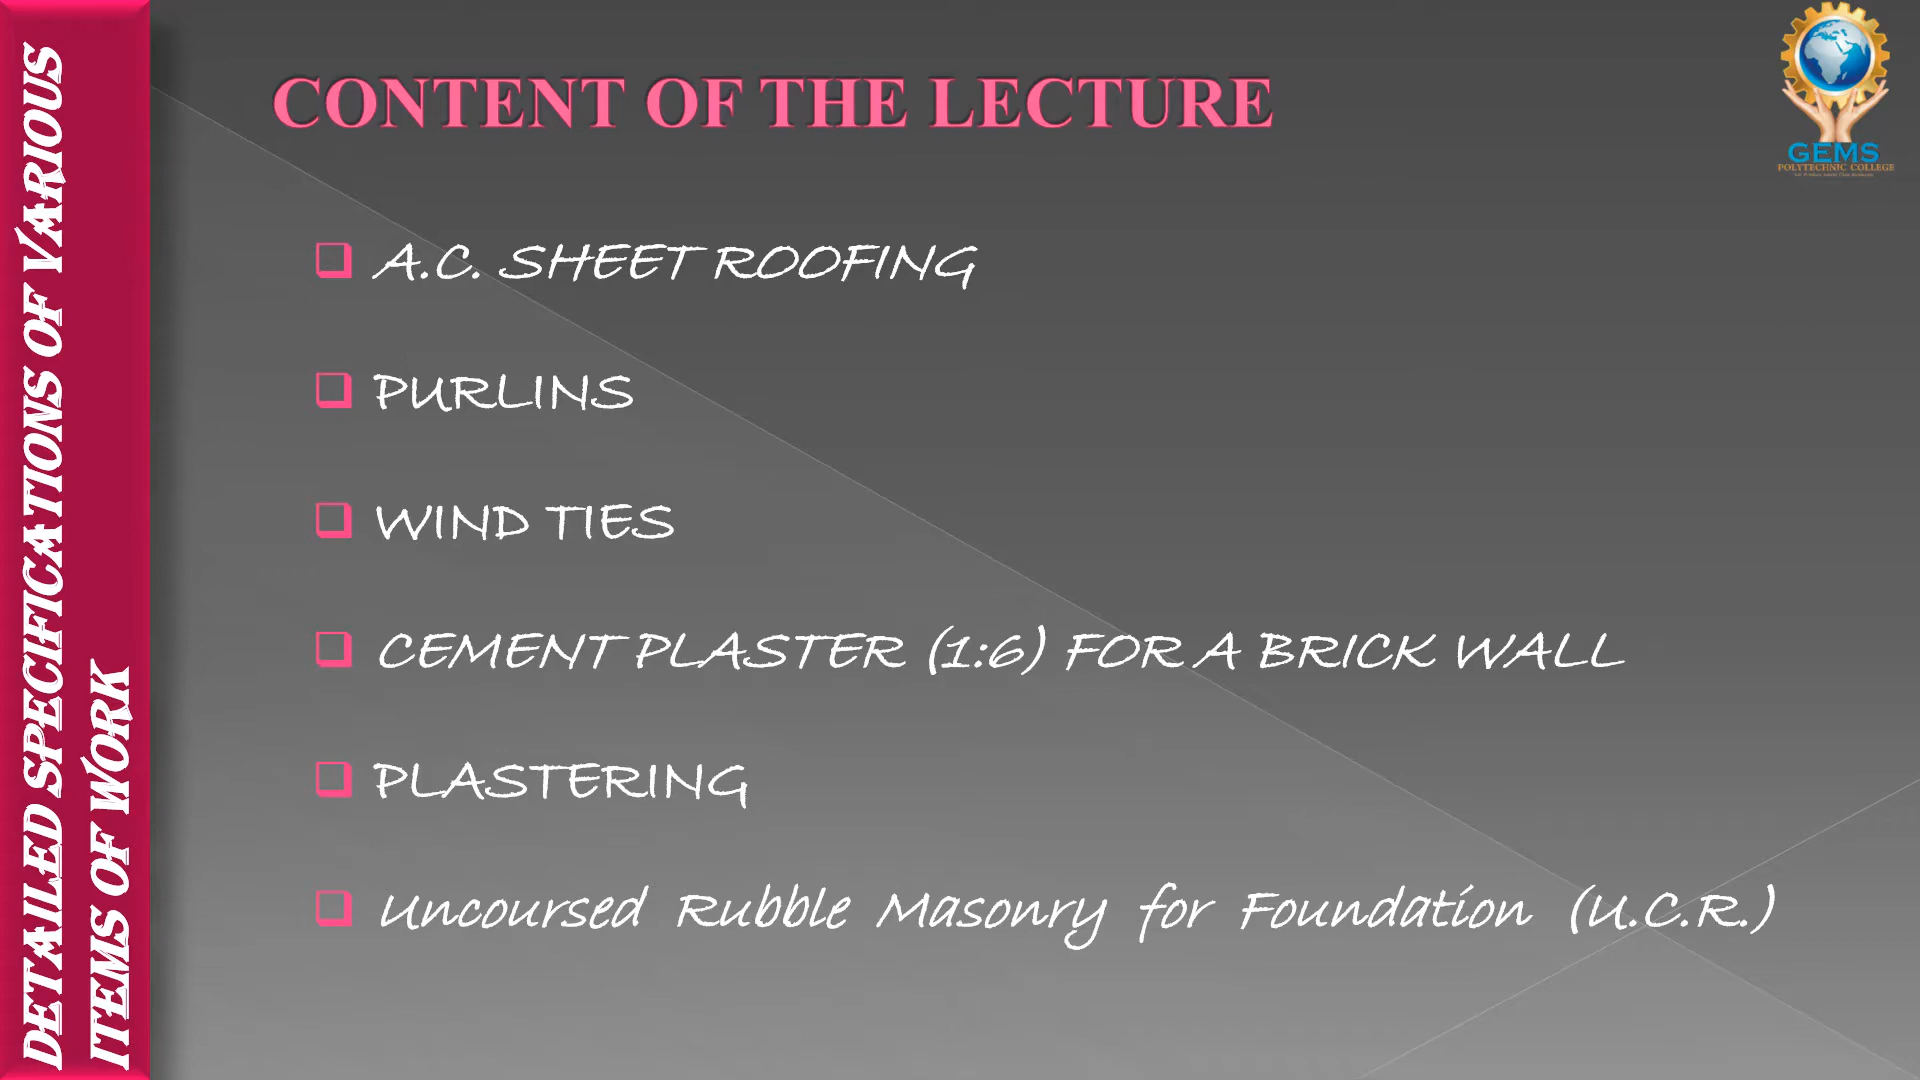 DETAILED SPECIFICATIONS OF VARIOUS
ITEMS OF WORK
CONTENT OF THE LECTURE
GEMS
POLYTECHNIC COLLEGE
A.C. SHEET ROOFING
PURLINS
WIND TIES
CEMENT PLASTER (1:6) FOR A BRICK WALL
PLASTERING
Uncoursed Rubble Masonry for Foundation (U.C.R.)